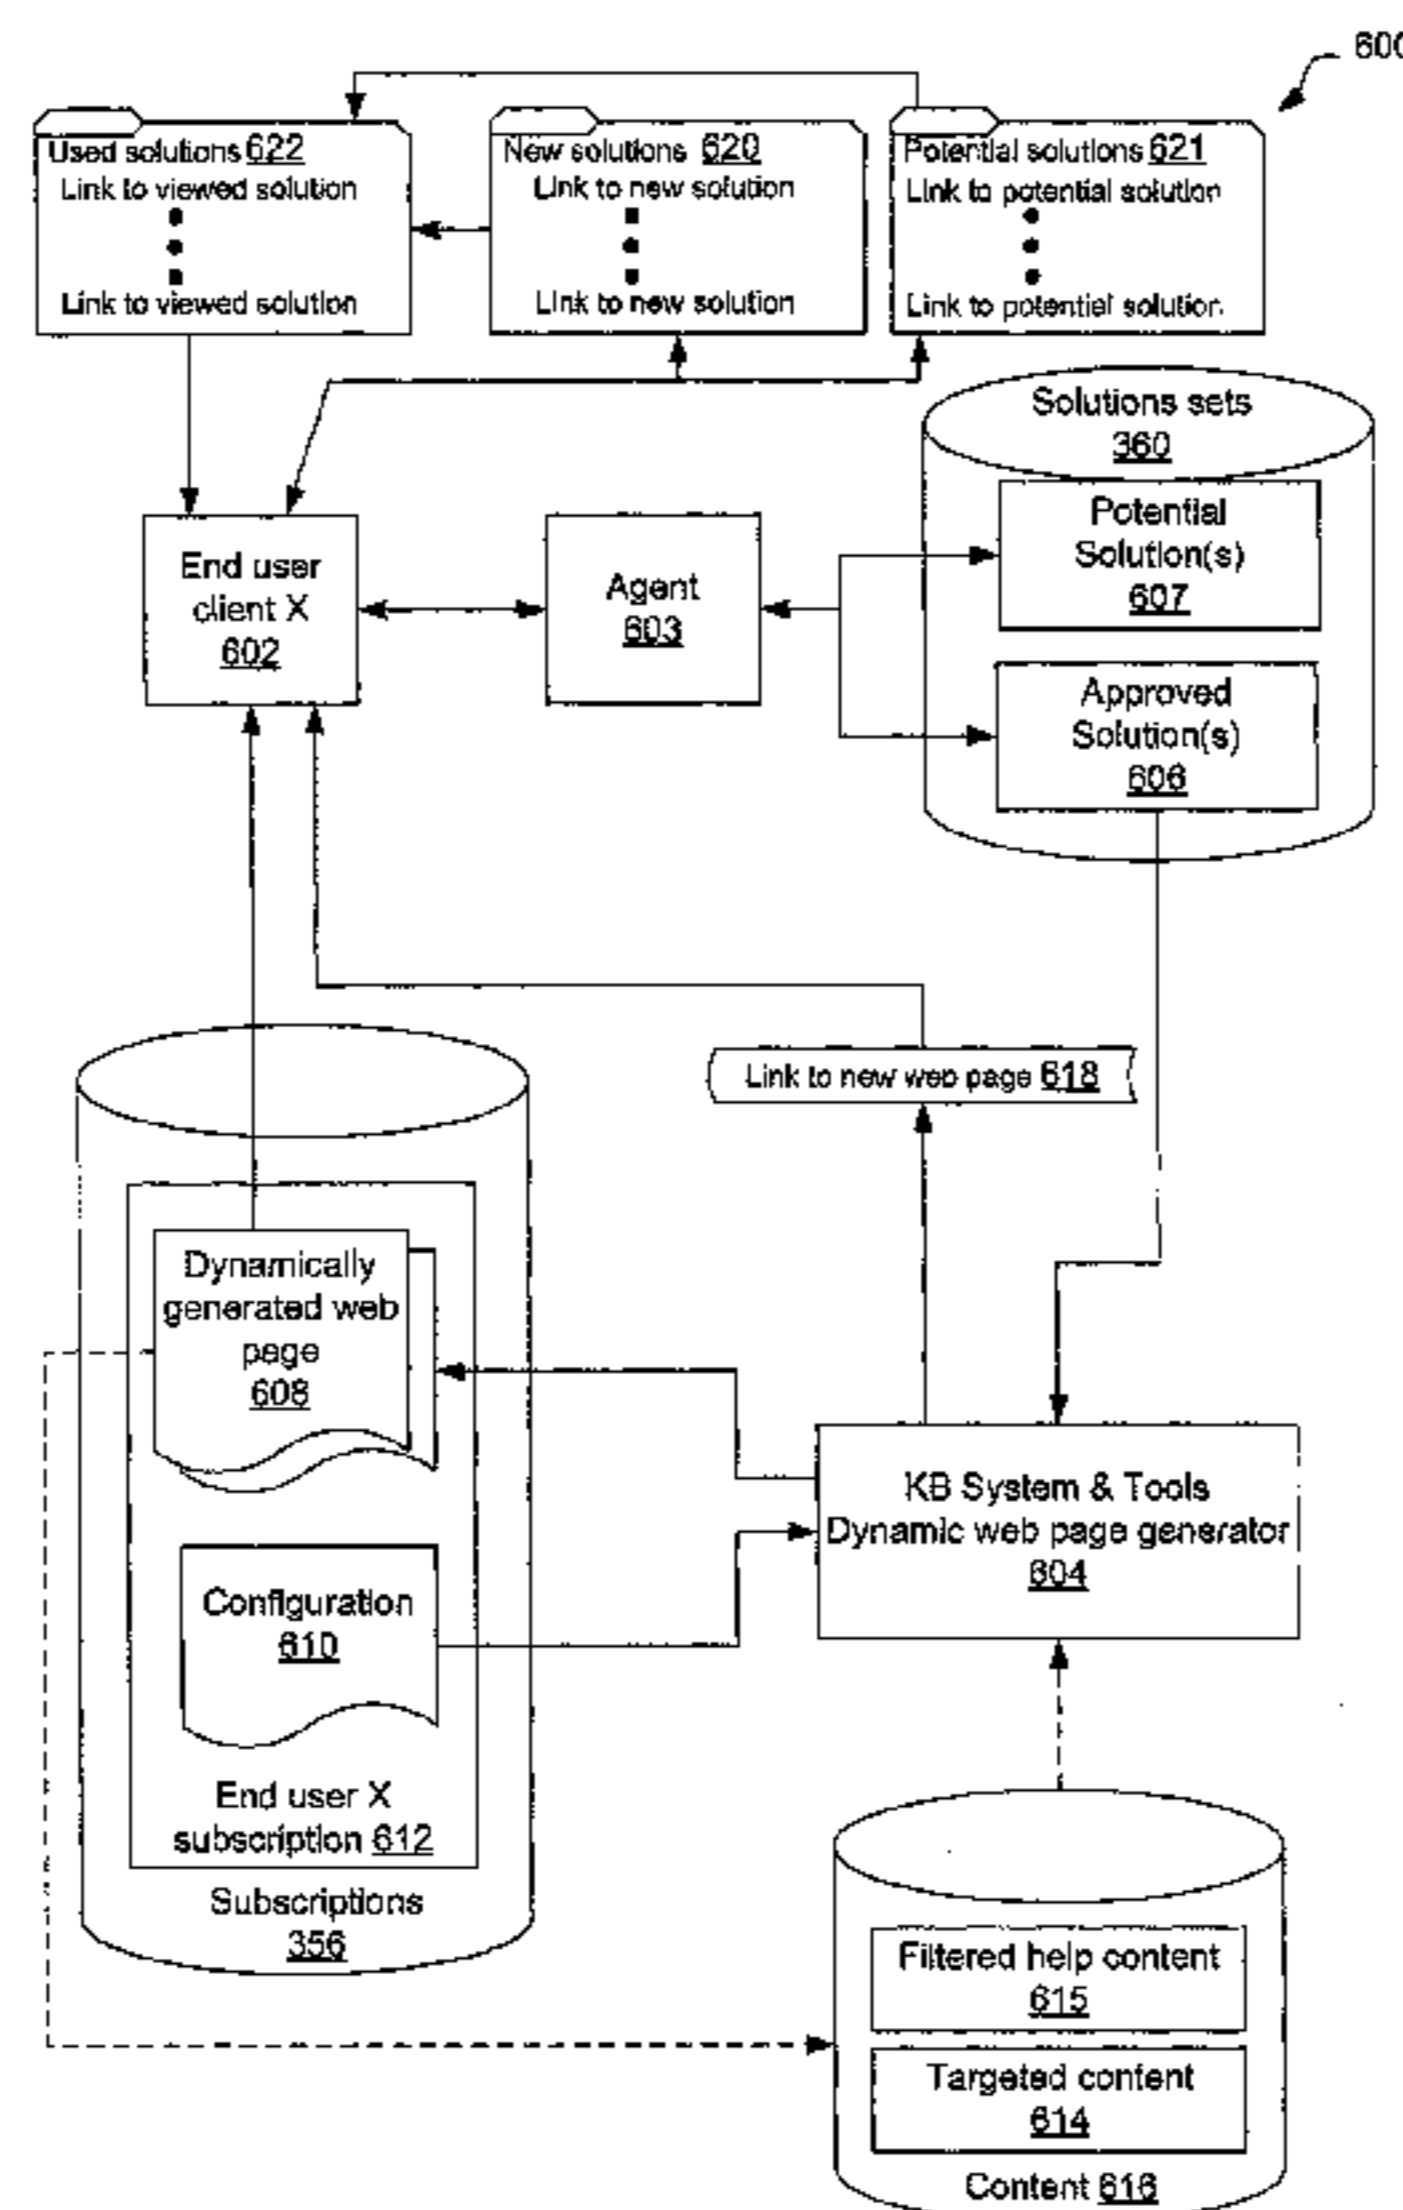 600
Used solutions 622
Link to viewed solution
Link to viewed solution
New solutions 620
Link to new solution
Link to new solution
Potential solutions 621
Link to potential solution
Link to potential solution
Solutions sets
360
Potential
Solution(s)
607
Approved
Solution(s)
606
End user
client X
602
Agent
603
Link to new web page 618
Dynamically
generated web
page
608
Configuration
610
End user X
subscription 612
Subscriptions
356
KB System & Tools
Dynamic web page generator
604
Filtered help content
615
Targeted content
614
Content 616